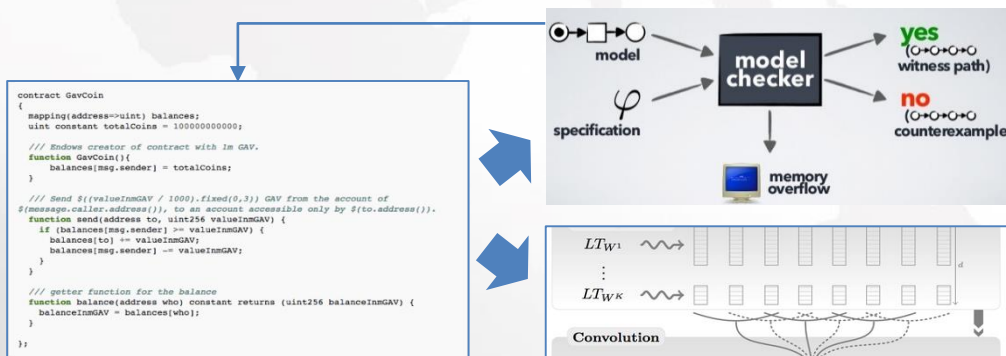 contract GavCoin
{
mapping(address=>uint) balances;
uint constant totalCoins = 100000000000;
/// Endows creator of contract with 1m GAV.
function GavCoin(){
balances[msg.sender] = totalCoins;
}
/// Send $((valueInmGAV / 1000).fixed(0,3)) GAV from the account of
$(message.caller.address()), to an account accessible only by $(to.address()).
function send(address to, uint256 valueInmGAV) {
if (balances[msg.sender] >= valueInmGAV) {
balances[to] += valueInmGAV;
balances[msg.sender] -= valueInmGAV;
}
}
/// getter function for the balance
function balance(address who) constant returns (uint256 balanceInmGAV) {
balanceInmGAV = balances[who];
}
};
model
φ
specification
model
checker
yes
witness path)
no
counterexample
memory
overflow
LT_W¹
⋮
LT_Wᴷ
d
Convolution